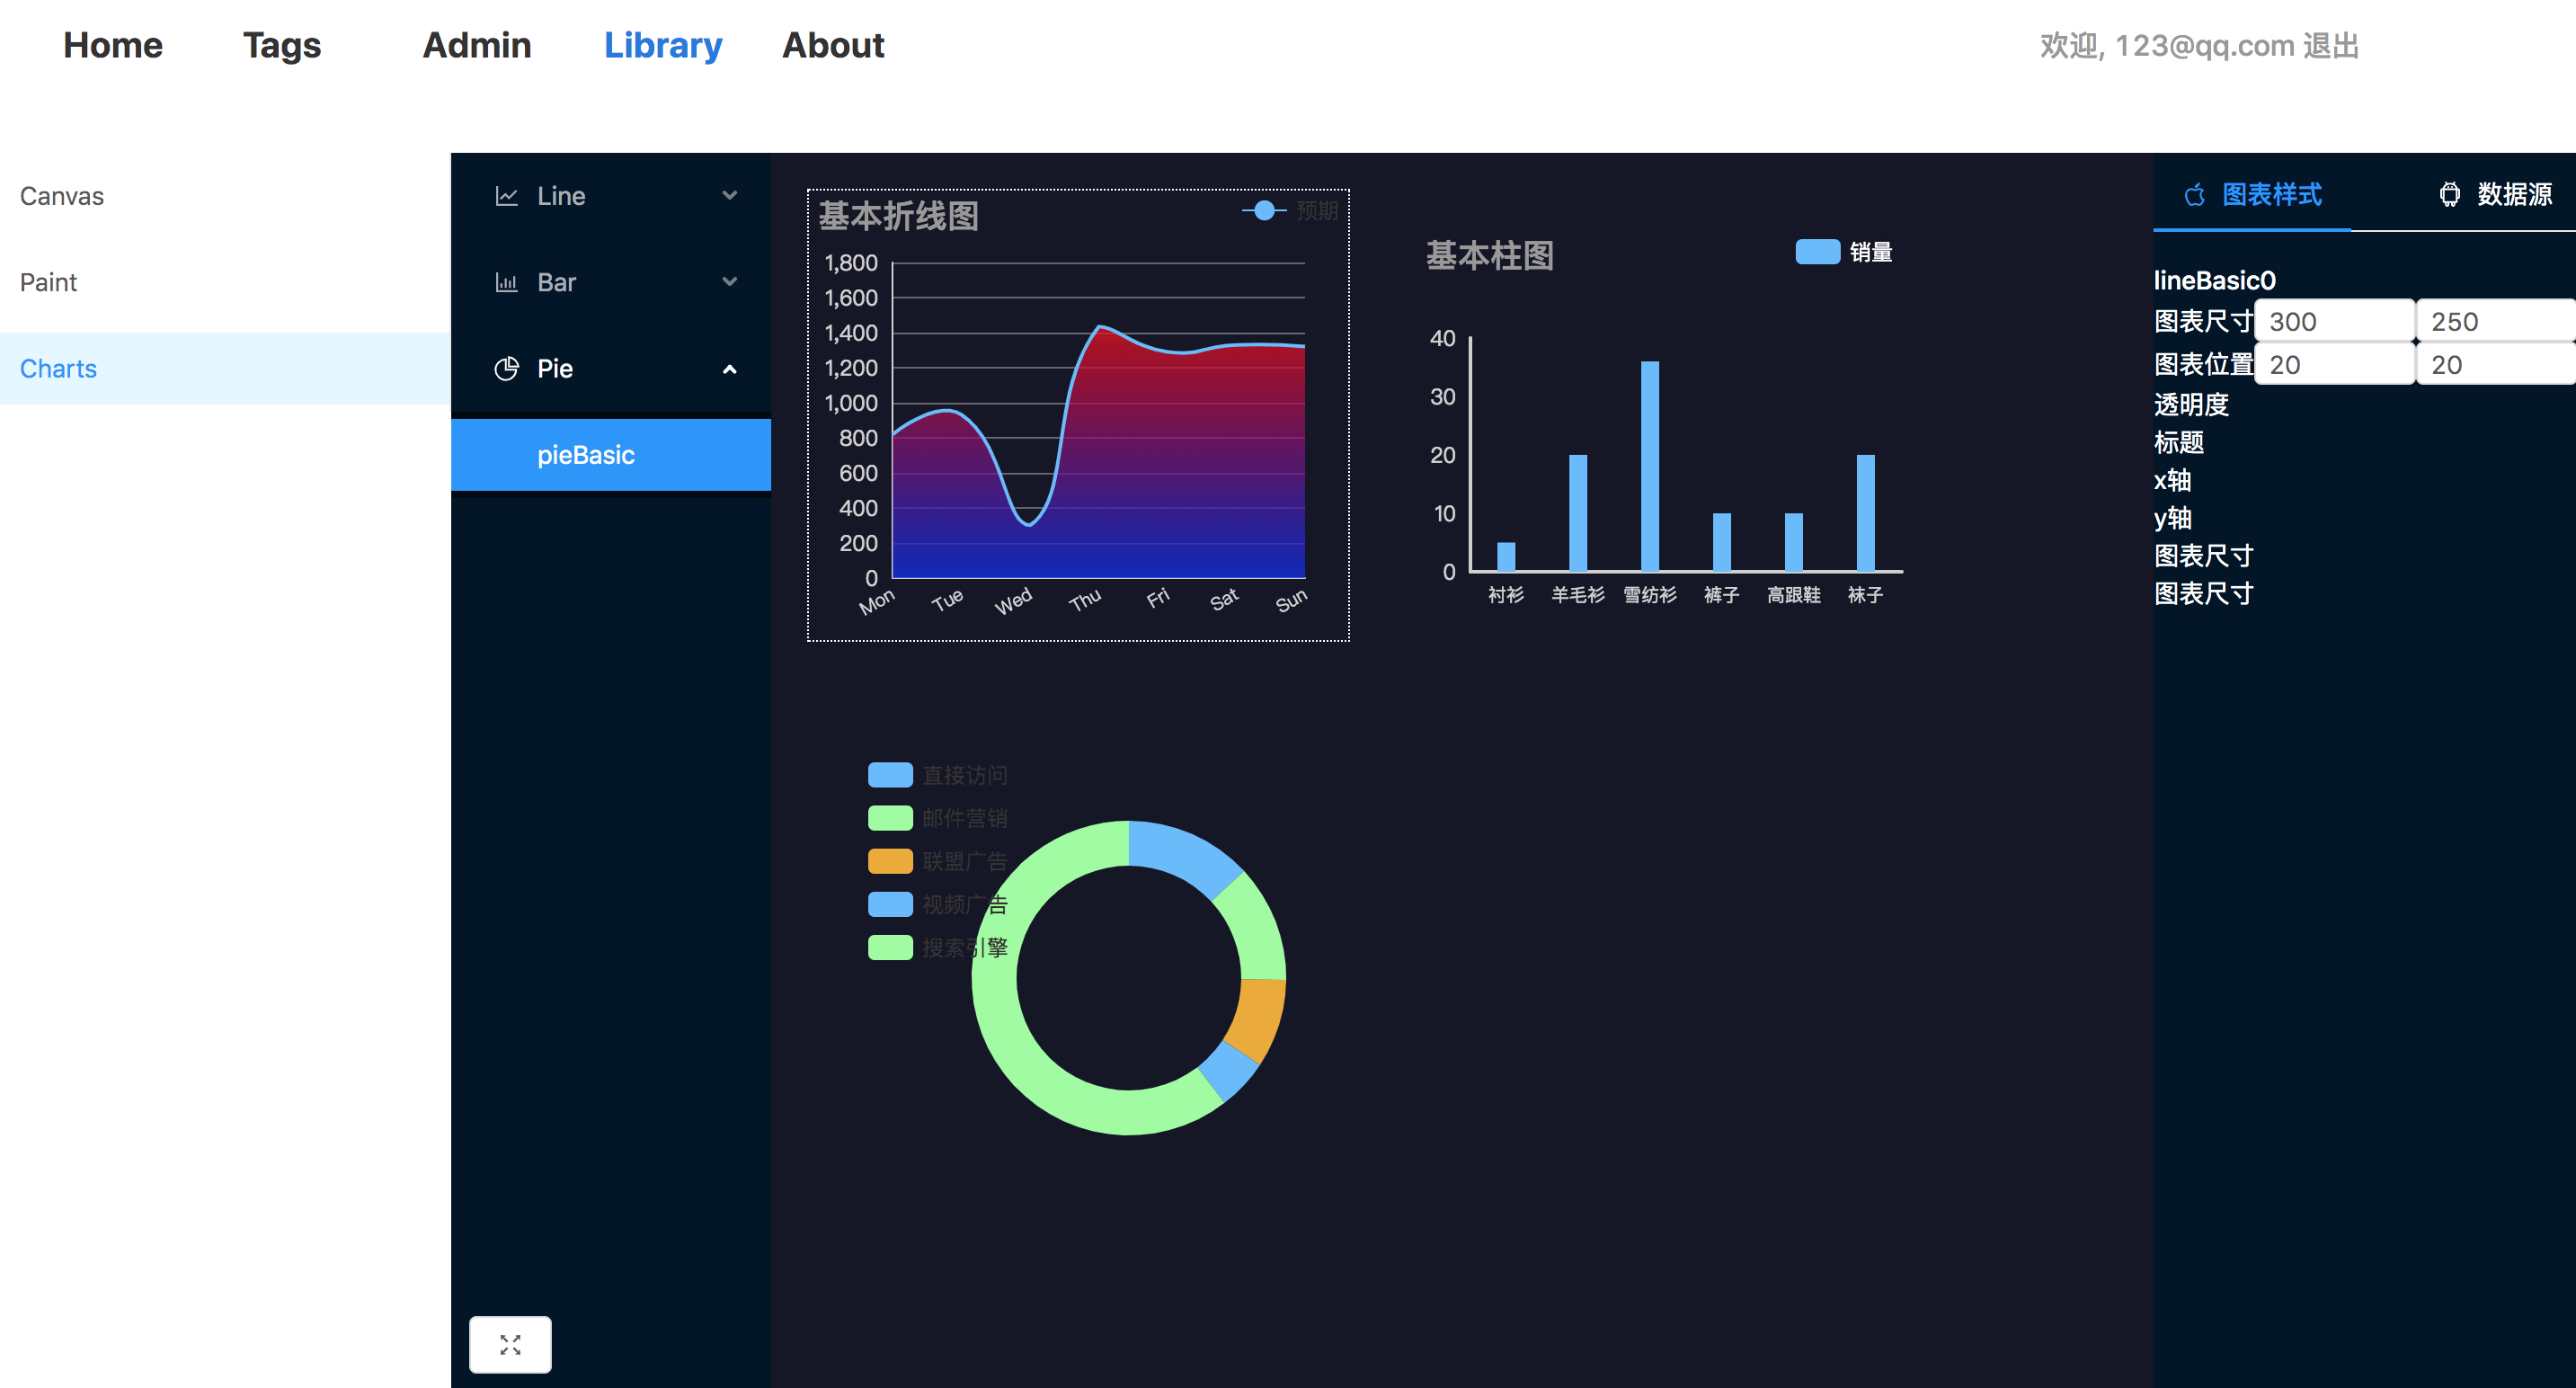 Home Tags Admin Library About 欢迎, 123@qq.com 退出
Canvas
Paint
Charts
Line
Bar
Pie
pieBasic
基本折线图 预期
1,800
1,600
1,400
1,200
1,000
800
600
400
200
0
Mon Tue Wed Thu Fri Sat Sun
基本柱图 销量
40
30
20
10
0
衬衫 羊毛衫 雪纺衫 裤子 高跟鞋 袜子
直接访问
邮件营销
联盟广告
视频广告
搜索引擎
图表样式 数据源
lineBasic0
图表尺寸 300 250
图表位置 20 20
透明度
标题
x轴
y轴
图表尺寸
图表尺寸